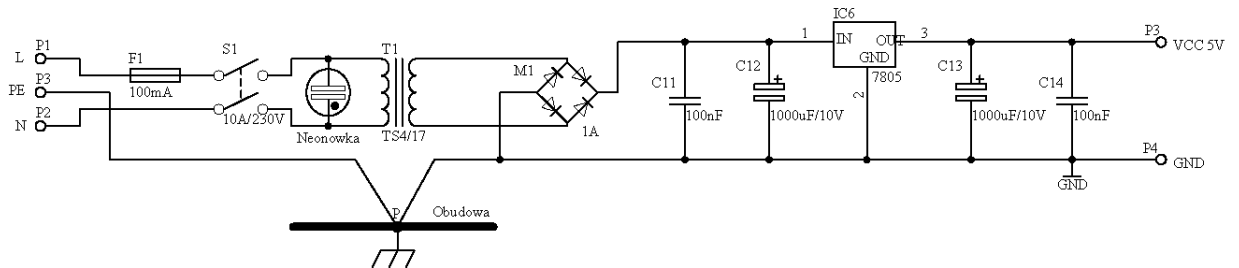 IC6
P1
S1
T1
1
IN
OUT
3
P3
L
F1
M1
C11
C12
GND
C13
C14
VCC 5V
P3
PE
100mA
7805
P2
N
10A/230V
100nF
1000uF/10V
2
1000uF/10V
100nF
Neonowka
TS4/17
1A
P4
GND
GND
P
Obudowa